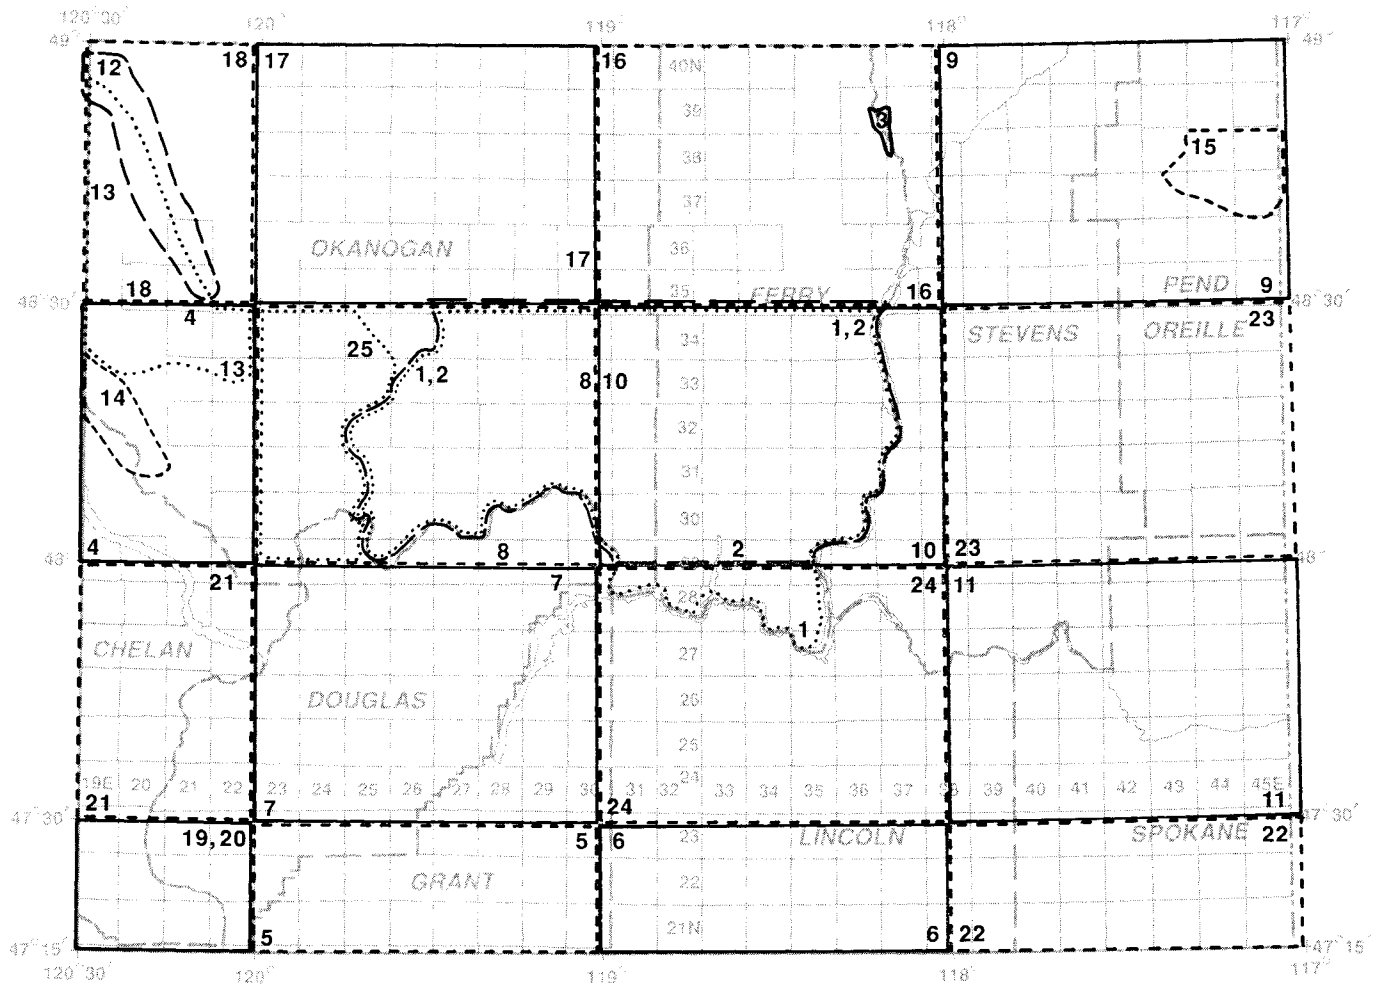 120°30′ 120° 119° 118° 117°
49° 49°
12 18 17 16 40N 9
39 3
38 15
13 37
OKANOGAN 36
17
18 35 FERRY 16 PEND 9
48°30′ 48°30′
4 1,2 STEVENS OREILLE 23
25 34
13 1,2 8 10 33
14
32
31
30
4 8 2 10 23
48° 48°
21 7 24 11
28
1
CHELAN 27
DOUGLAS 26
25
24
19E 20 21 22 23 24 25 26 27 28 29 30 31 32 33 34 35 36 37 38 39 40 41 42 43 44 45E
21 7 24 11
47°30′ 47°30′
19,20 5 6 23 LINCOLN SPOKANE 22
GRANT 22
5 21N 6 22
47°15′ 47°15′
120°30′ 120° 119° 118° 117°